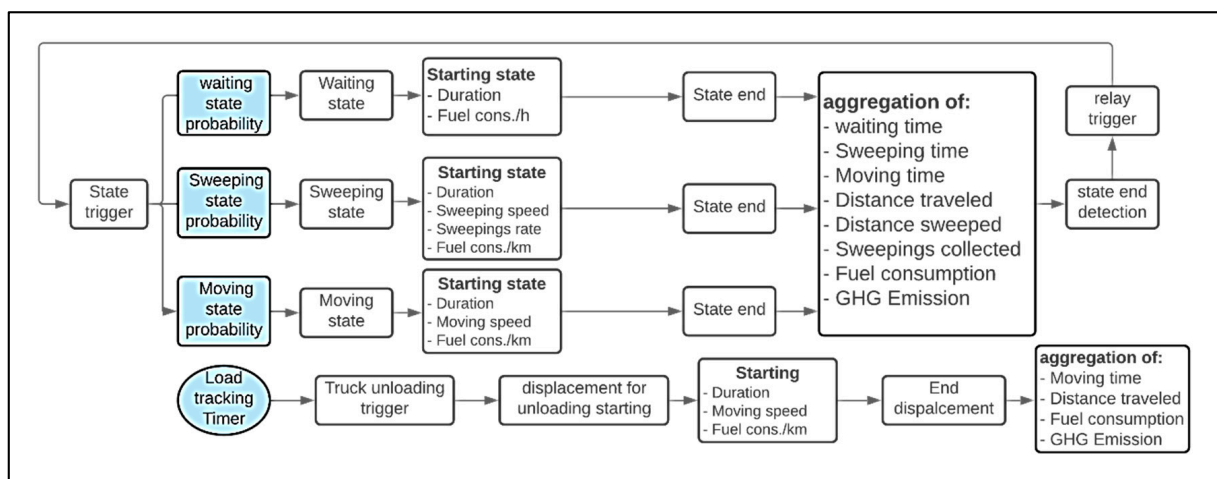 waiting
state
probability
Waiting
state
Starting state
- Duration
- Fuel cons./h
State end
State
trigger
Sweeping
state
probability
Sweeping
state
Starting state
- Duration
- Sweeping speed
- Sweepings rate
- Fuel cons./km
State end
Moving
state
probability
Moving
state
Starting state
- Duration
- Moving speed
- Fuel cons./km
State end
aggregation of:
- waiting time
- Sweeping time
- Moving time
- Distance traveled
- Distance sweeped
- Sweepings collected
- Fuel consumption
- GHG Emission
relay
trigger
state end
detection
Load
tracking
Timer
Truck unloading
trigger
displacement for
unloading starting
Starting
- Duration
- Moving speed
- Fuel cons./km
End
dispalcement
aggregation of:
- Moving time
- Distance traveled
- Fuel consumption
- GHG Emission